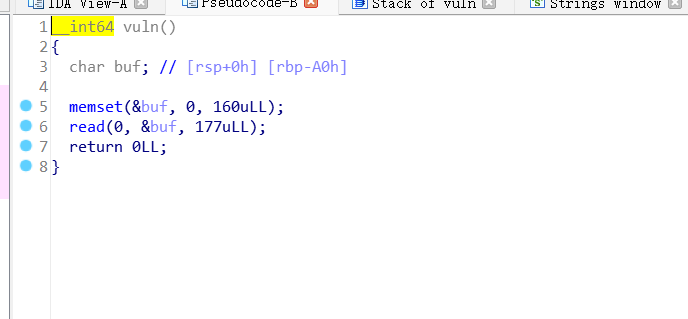 IDA View-A Pseudocode-B Stack of vuln Strings window
1 __int64 vuln()
2 {
3 char buf; // [rsp+0h] [rbp-A0h]
4
5 memset(&buf, 0, 160uLL);
6 read(0, &buf, 177uLL);
7 return 0LL;
8 }